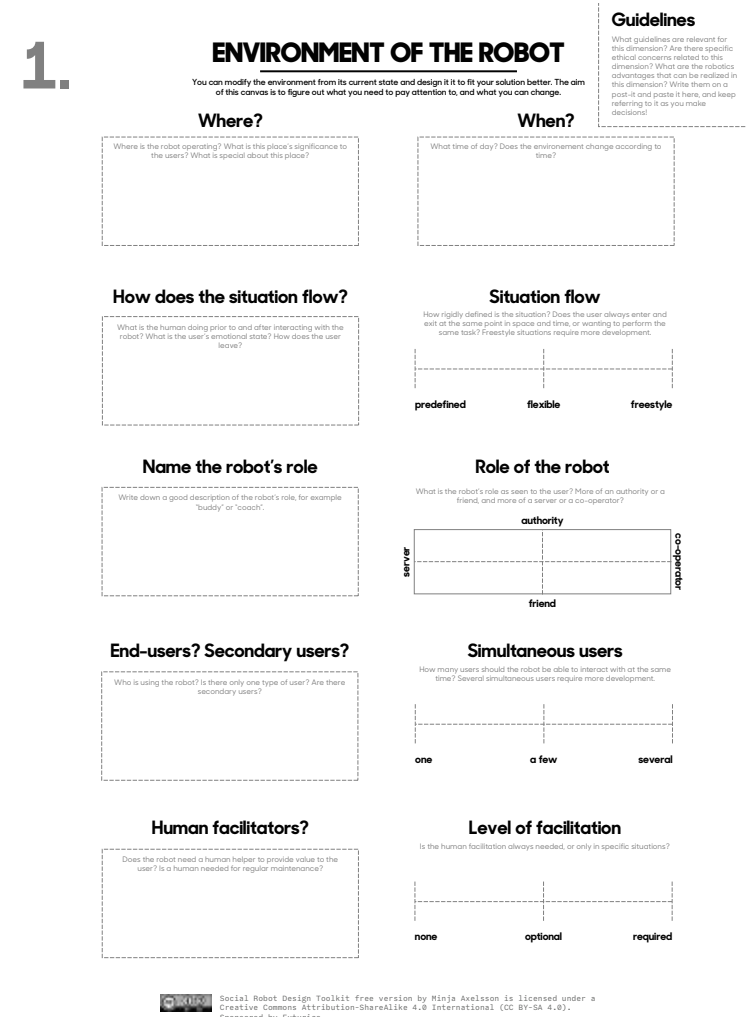 1.
ENVIRONMENT OF THE ROBOT
You can modify the environment from its current state and design it it to fit your solution better. The aim
of this canvas is to figure out what you need to pay attention to, and what you can change.
Guidelines
What guidelines are relevant for
this dimension? Are there specific
ethical concerns related to this
dimension? What are the robotics
advantages that can be realized in
this dimension? Write them on a
post-it and paste it here, and keep
referring to it as you make
decisions!
Where?
Where is the robot operating? What is this place's significance to
the users? What is special about this place?
When?
What time of day? Does the environement change according to
time?
How does the situation flow?
What is the human doing prior to and after interacting with the
robot? What is the user's emotional state? How does the user
leave?
Situation flow
How rigidly defined is the situation? Does the user always enter and
exit at the same point in space and time, or wanting to perform the
same task? Freestyle situations require more development.
predefined
flexible
freestyle
Name the robot's role
Write down a good description of the robot's role, for example
"buddy" or "coach".
Role of the robot
What is the robot's role as seen to the user? More of an authority or a
friend, and more of a server or a co-operator?
authority
server
co-operator
friend
End-users? Secondary users?
Who is using the robot? Is there only one type of user? Are there
secondary users?
Simultaneous users
How many users should the robot be able to interact with at the same
time? Several simultaneous users require more development.
one
a few
several
Human facilitators?
Does the robot need a human helper to provide value to the
user? Is a human needed for regular maintenance?
Level of facilitation
Is the human facilitation always needed, or only in specific situations?
none
optional
required
Social Robot Design Toolkit free version by Minja Axelsson is licensed under a
Creative Commons Attribution-ShareAlike 4.0 International (CC BY-SA 4.0).